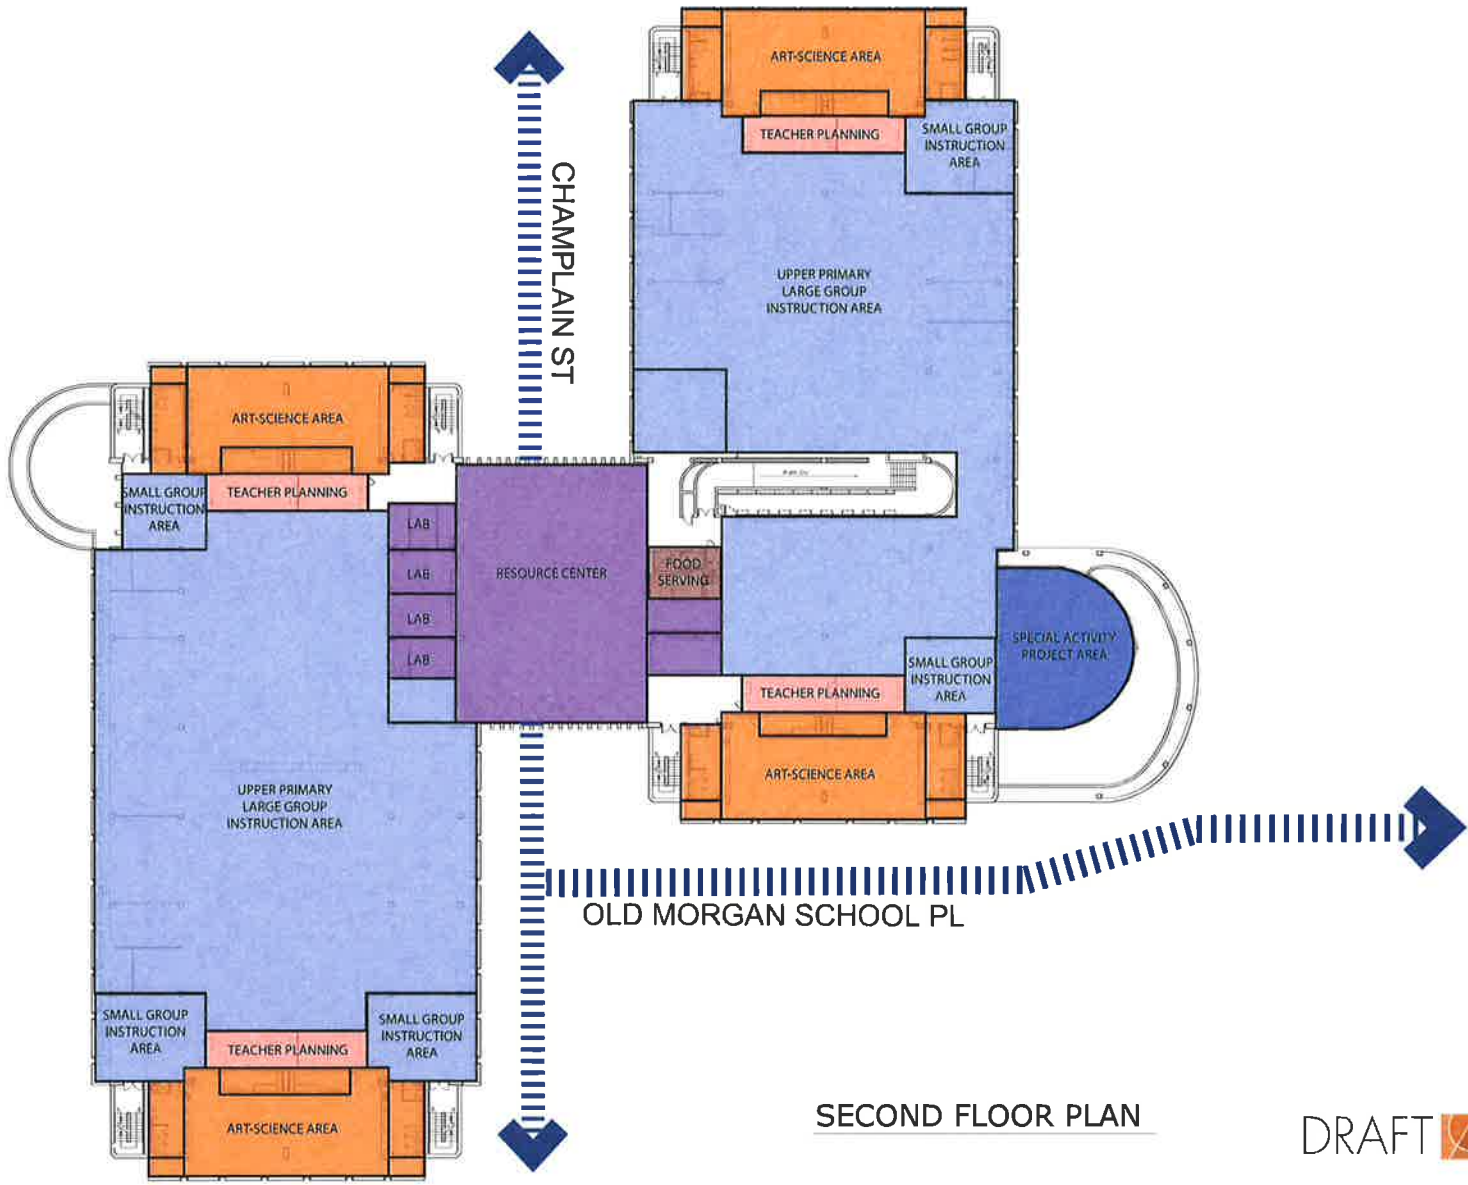 ART-SCIENCE AREA
TEACHER PLANNING
SMALL GROUP
INSTRUCTION
AREA
CHAMPLAIN ST
UPPER PRIMARY
LARGE GROUP
INSTRUCTION AREA
ART-SCIENCE AREA
SMALL GROUP
INSTRUCTION
AREA
TEACHER PLANNING
LAB
LAB
LAB
LAB
RESOURCE CENTER
FOOD
SERVING
SPECIAL ACTIVITY
PROJECT AREA
SMALL GROUP
INSTRUCTION
AREA
TEACHER PLANNING
ART-SCIENCE AREA
UPPER PRIMARY
LARGE GROUP
INSTRUCTION AREA
OLD MORGAN SCHOOL PL
SMALL GROUP
INSTRUCTION
AREA
TEACHER PLANNING
SMALL GROUP
INSTRUCTION
AREA
ART-SCIENCE AREA
SECOND FLOOR PLAN
DRAFT